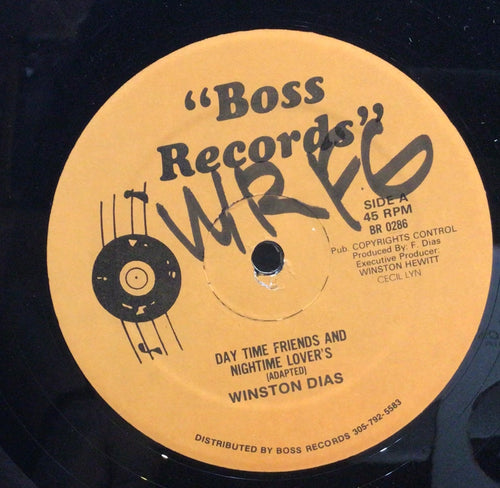 "Boss
Records"
WRFG
SIDE A
45 RPM
BR 0286
Pub. COPYRIGHTS CONTROL
Produced By: F. Dias
Executive Producer:
WINSTON HEWITT
CECIL LYN
DAY TIME FRIENDS AND
NIGHTIME LOVER'S
(ADAPTED)
WINSTON DIAS
DISTRIBUTED BY BOSS RECORDS 305-792-5583